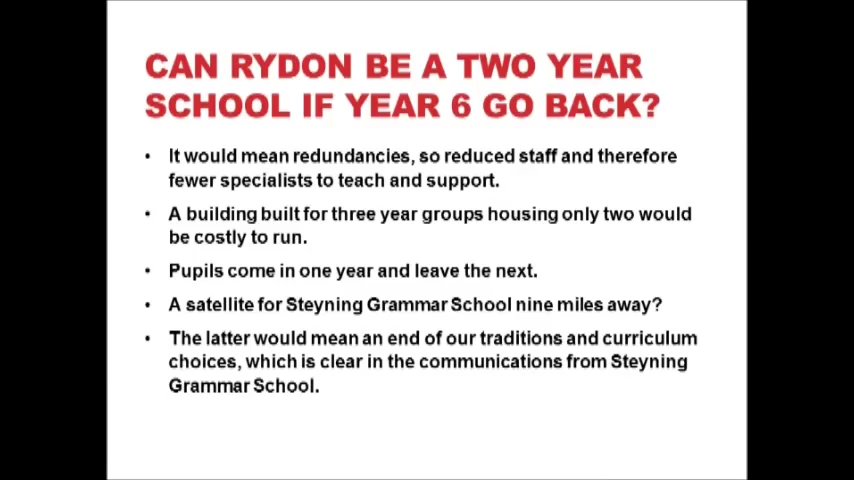 CAN RYDON BE A TWO YEAR
SCHOOL IF YEAR 6 GO BACK?
• It would mean redundancies, so reduced staff and therefore
fewer specialists to teach and support.
• A building built for three year groups housing only two would
be costly to run.
• Pupils come in one year and leave the next.
• A satellite for Steyning Grammar School nine miles away?
• The latter would mean an end of our traditions and curriculum
choices, which is clear in the communications from Steyning
Grammar School.